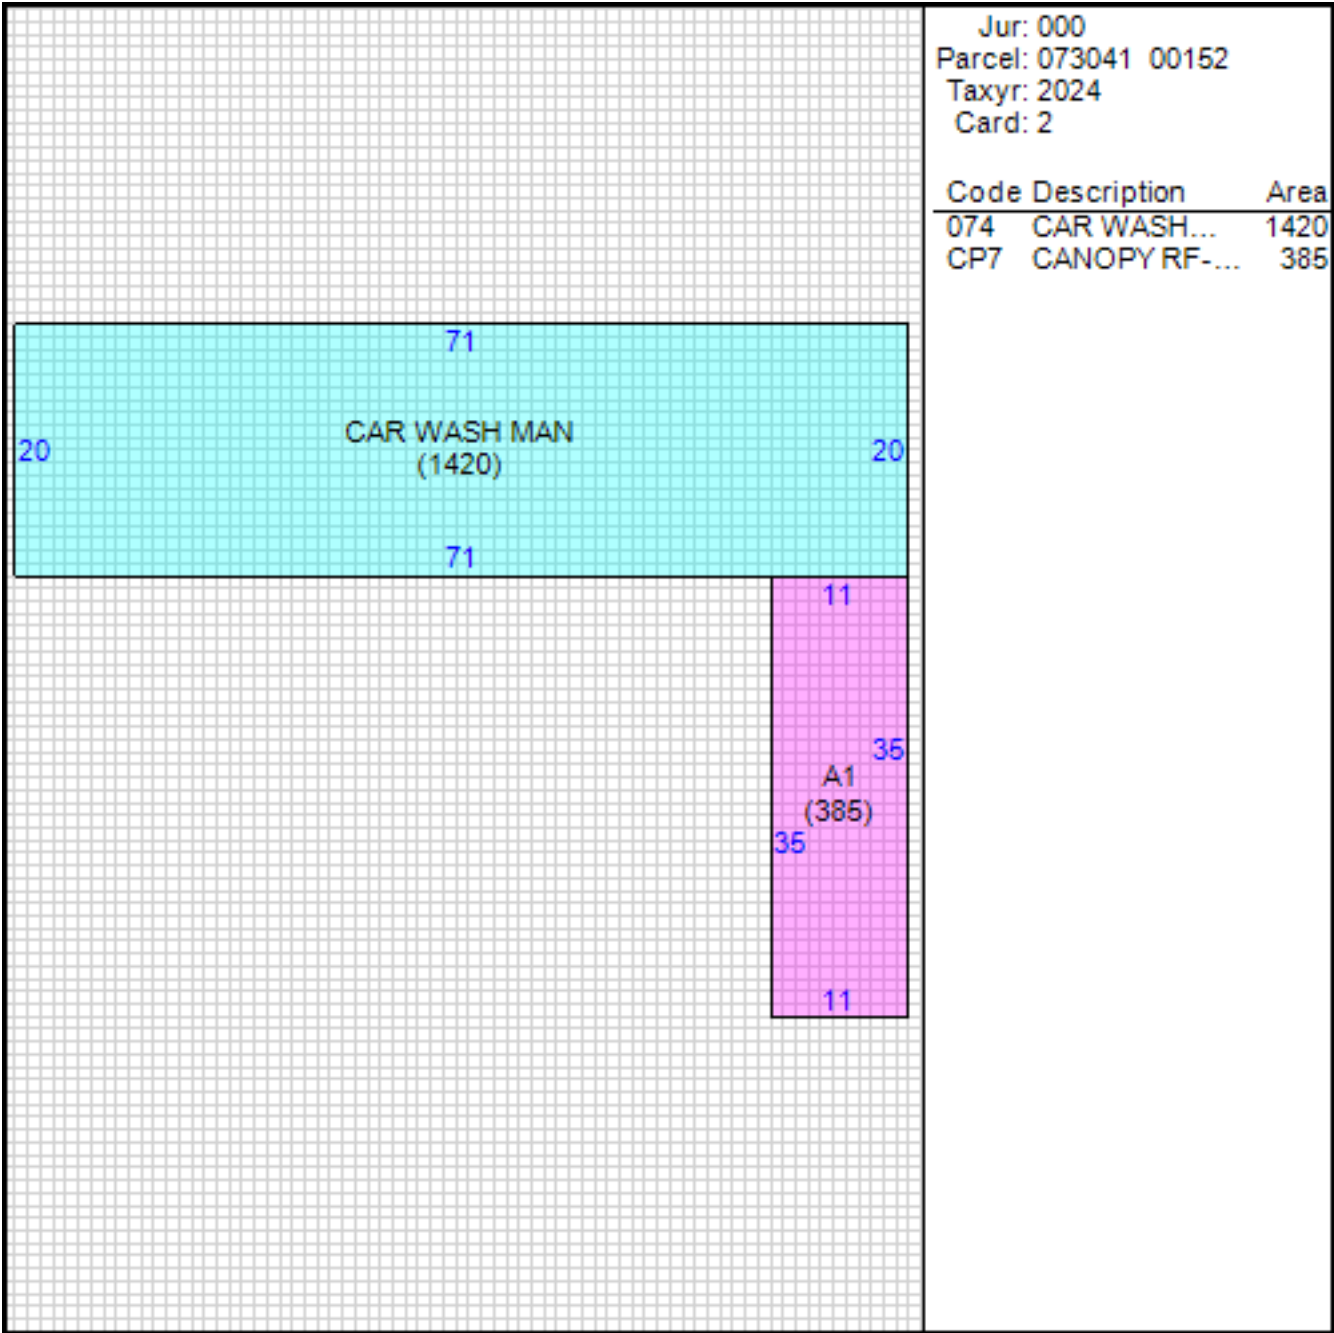 Jur: 000
Parcel: 073041 00152
Taxyr: 2024
Card: 2
Code Description Area
074 CAR WASH... 1420
CP7 CANOPY RF-... 385
71
CAR WASH MAN
20 20
(1420)
71
11
35
A1
(385)
35
11